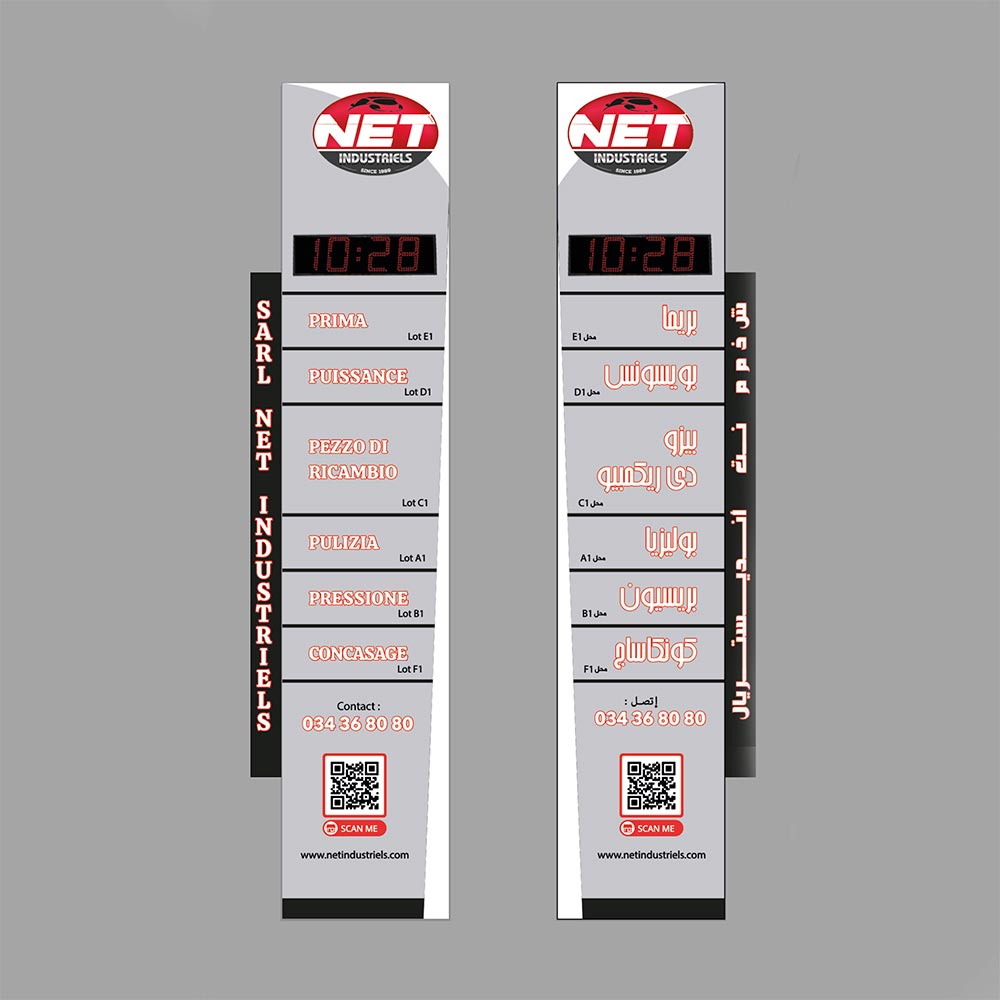 NET
INDUSTRIELS
SINCE 1989
10:28
PRIMA
Lot E1
PUISSANCE
Lot D1
PEZZO DI
RICAMBIO
Lot C1
PULIZIA
Lot A1
PRESSIONE
Lot B1
CONCASAGE
Lot F1
Contact :
034 36 80 80
SCAN ME
www.netindustriels.com
SARL NET INDUSTRIELS
NET
INDUSTRIELS
SINCE 1989
10:28
بريما
محل E1
بويسونس
محل D1
بيزو
دي ريكمبيو
محل C1
بوليزيا
محل A1
بريسيون
محل B1
كونكاساج
محل F1
إتصل :
034 36 80 80
SCAN ME
www.netindustriels.com
ش ذ م م نت اندیستریال